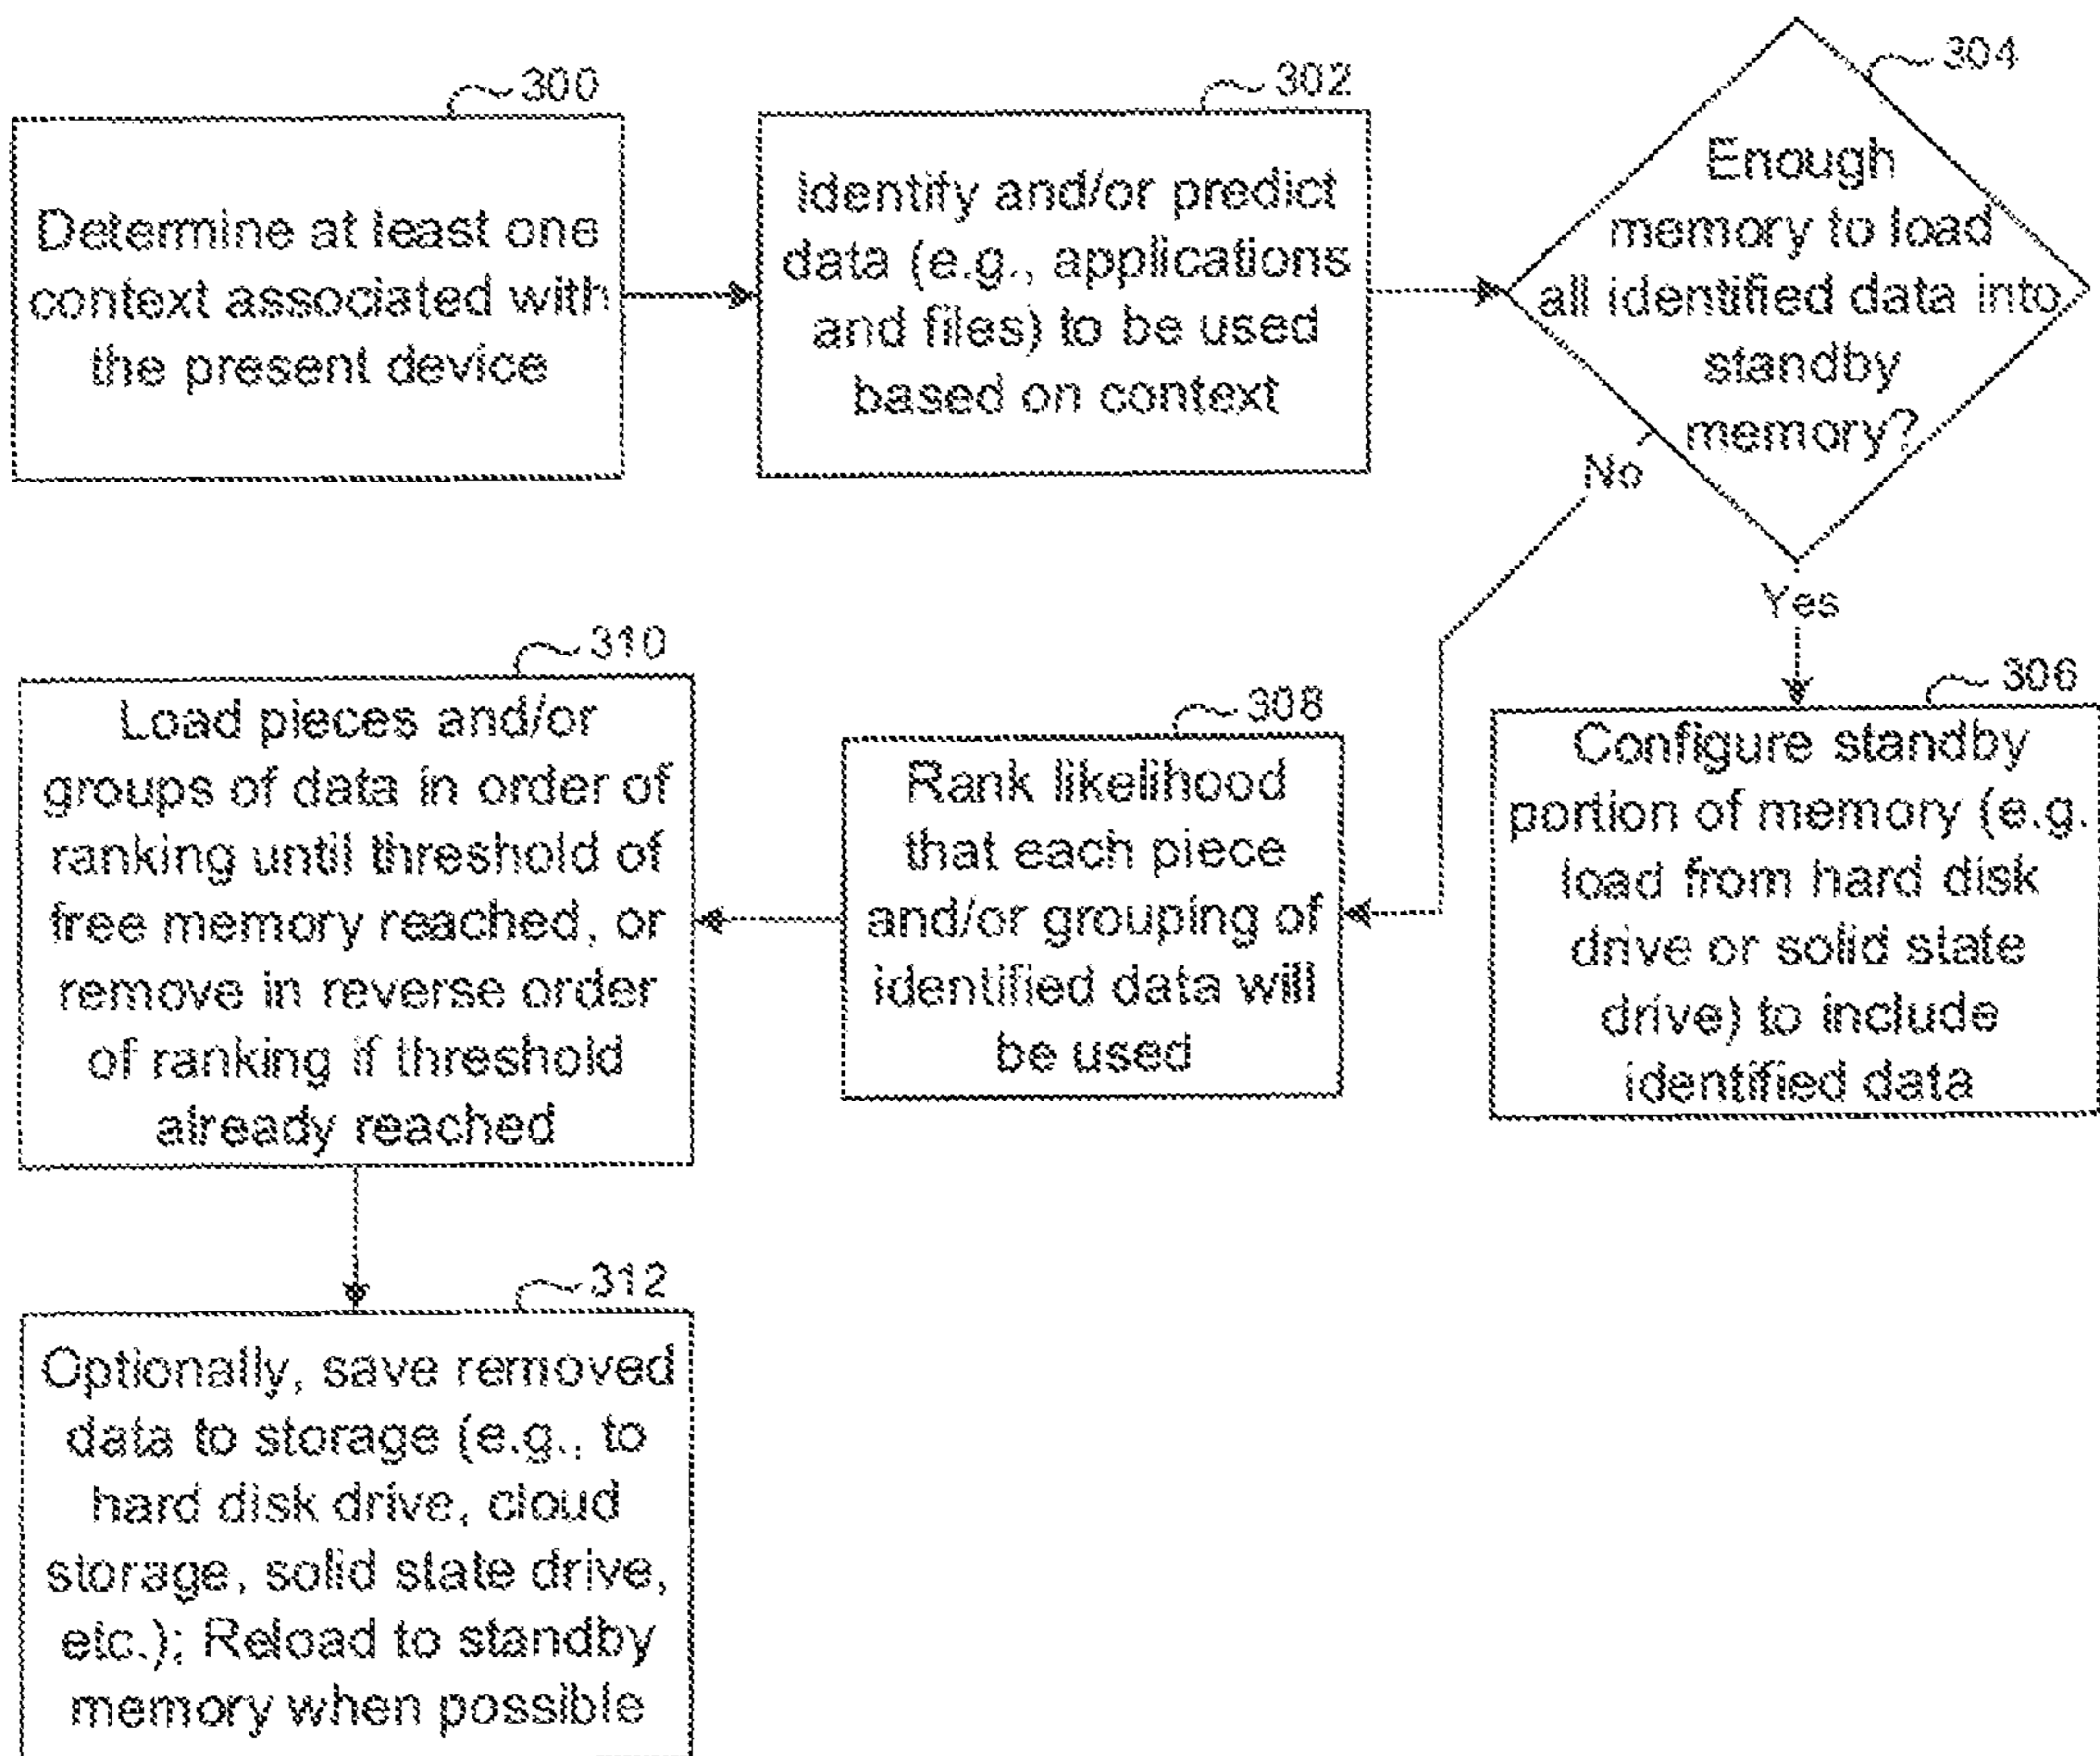 300
Determine at least one
context associated with
the present device
302
Identify and/or predict
data (e.g., applications
and files) to be used
based on context
304
Enough
memory to load
all identified data into
standby
memory?
No
Yes
306
Configure standby
portion of memory (e.g.
load from hard disk
drive or solid state
drive) to include
identified data
308
Rank likelihood
that each piece
and/or grouping of
identified data will
be used
310
Load pieces and/or
groups of data in order of
ranking until threshold of
free memory reached, or
remove in reverse order
of ranking if threshold
already reached
312
Optionally, save removed
data to storage (e.g., to
hard disk drive, cloud
storage, solid state drive,
etc.); Reload to standby
memory when possible